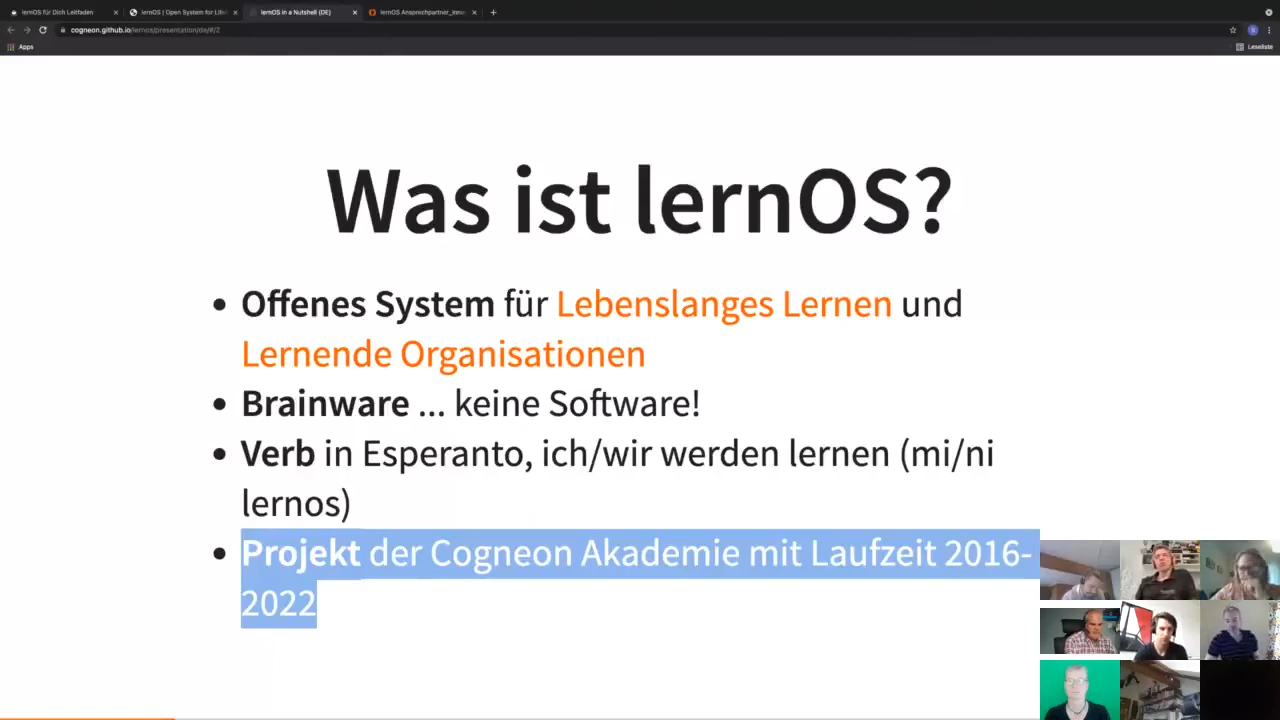 lernOS für Dich Leitfaden
lernOS | Open System for Life
lernOS in a Nutshell (DE)
lernOS Ansprechpartner_inne
cogneon.github.io/lernos/presentation/de/#/2
Apps
Leseliste
Was ist lernOS?
• Offenes System für Lebenslanges Lernen und
Lernende Organisationen
• Brainware ... keine Software!
• Verb in Esperanto, ich/wir werden lernen (mi/ni
lernos)
• Projekt der Cogneon Akademie mit Laufzeit 2016-
2022